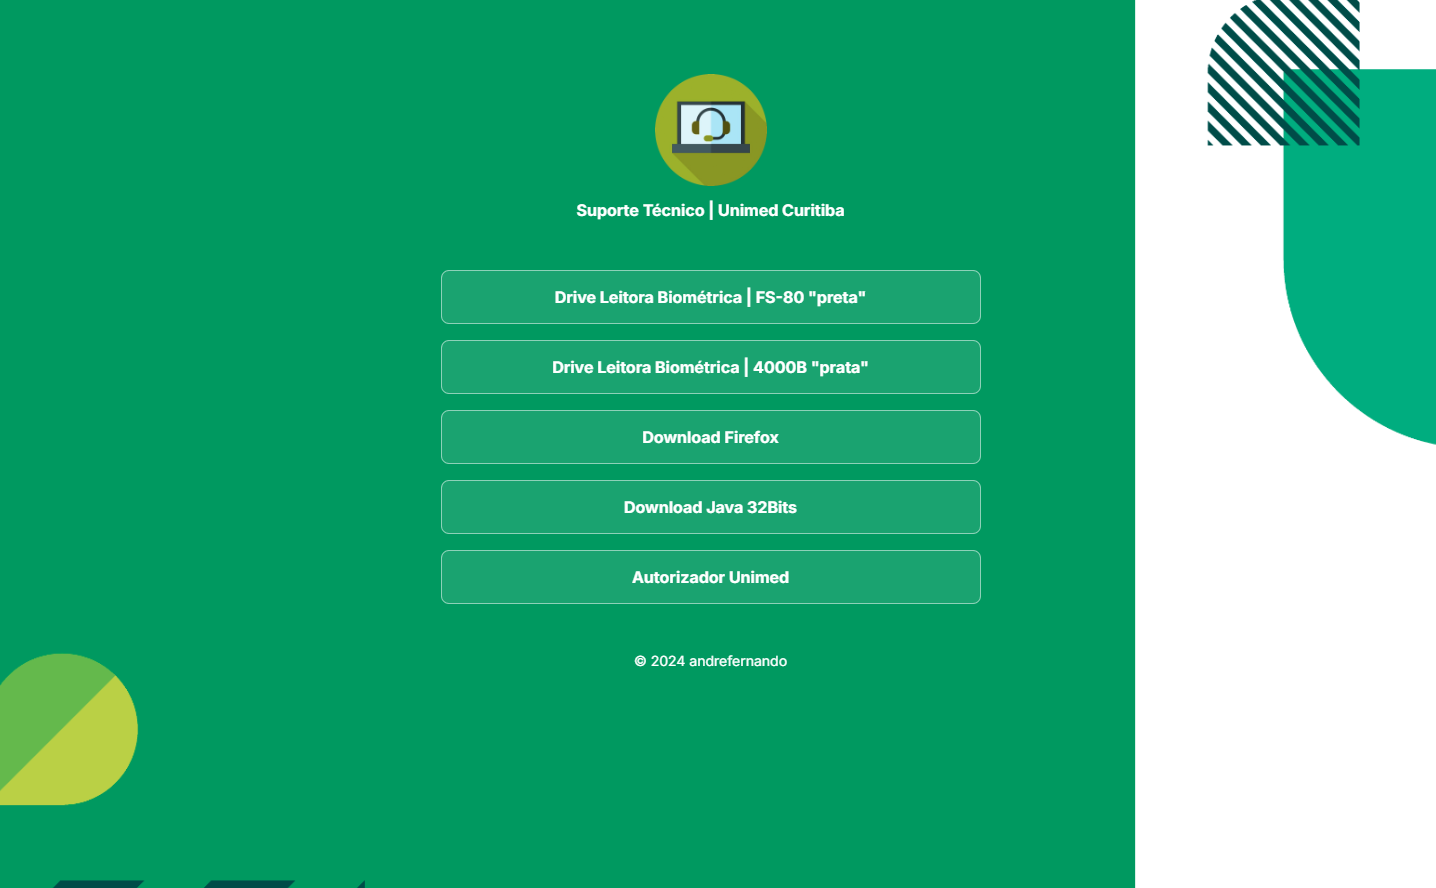 Suporte Técnico | Unimed Curitiba
Drive Leitora Biométrica | FS-80 "preta"
Drive Leitora Biométrica | 4000B "prata"
Download Firefox
Download Java 32Bits
Autorizador Unimed
© 2024 andrefernando